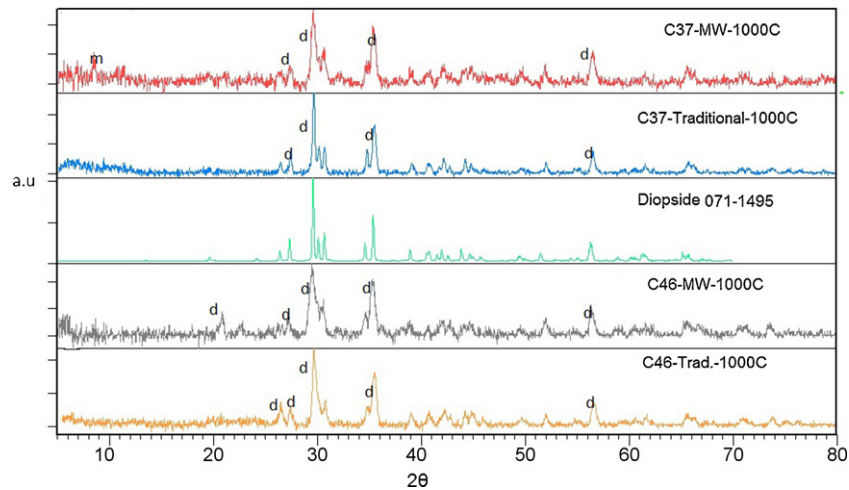 C37-MW-1000C
m
d
d
d
d
C37-Traditional-1000C
d
d
d
d
a.u
Diopside 071-1495
C46-MW-1000C
d
d
d
d
d
C46-Trad.-1000C
d
d
d
d
d
10 20 30 40 50 60 70 80
2θ